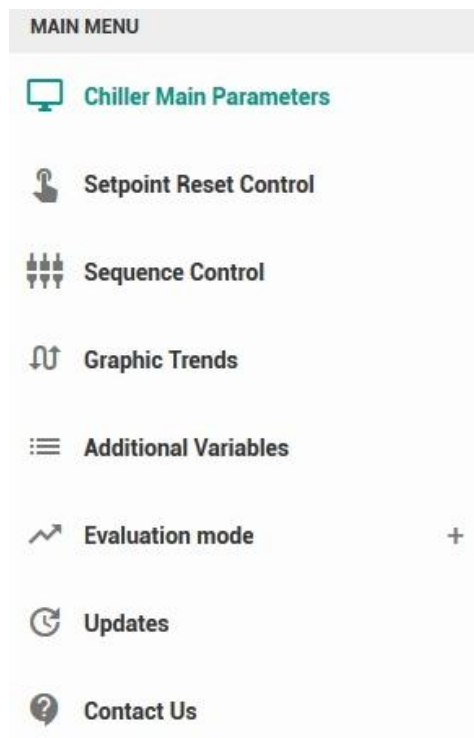 MAIN MENU
Chiller Main Parameters
Setpoint Reset Control
Sequence Control
Graphic Trends
Additional Variables
Evaluation mode +
Updates
Contact Us